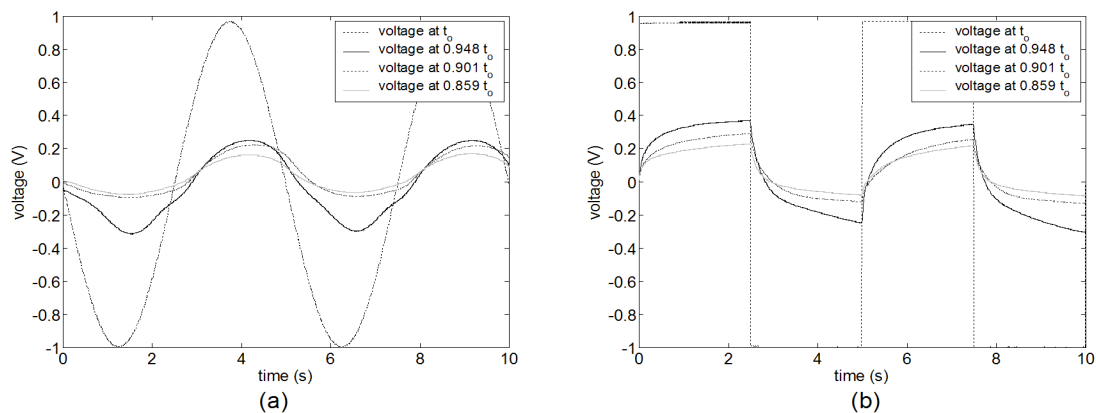 1
0.8
0.6
0.4
0.2
0
-0.2
-0.4
-0.6
-0.8
-1
voltage (V)
voltage at to
voltage at 0.948 to
voltage at 0.901 to
voltage at 0.859 to
0 2 4 6 8 10
time (s)
(a)
1
0.8
0.6
0.4
0.2
0
-0.2
-0.4
-0.6
-0.8
-1
voltage (V)
voltage at to
voltage at 0.948 to
voltage at 0.901 to
voltage at 0.859 to
0 2 4 6 8 10
time (s)
(b)